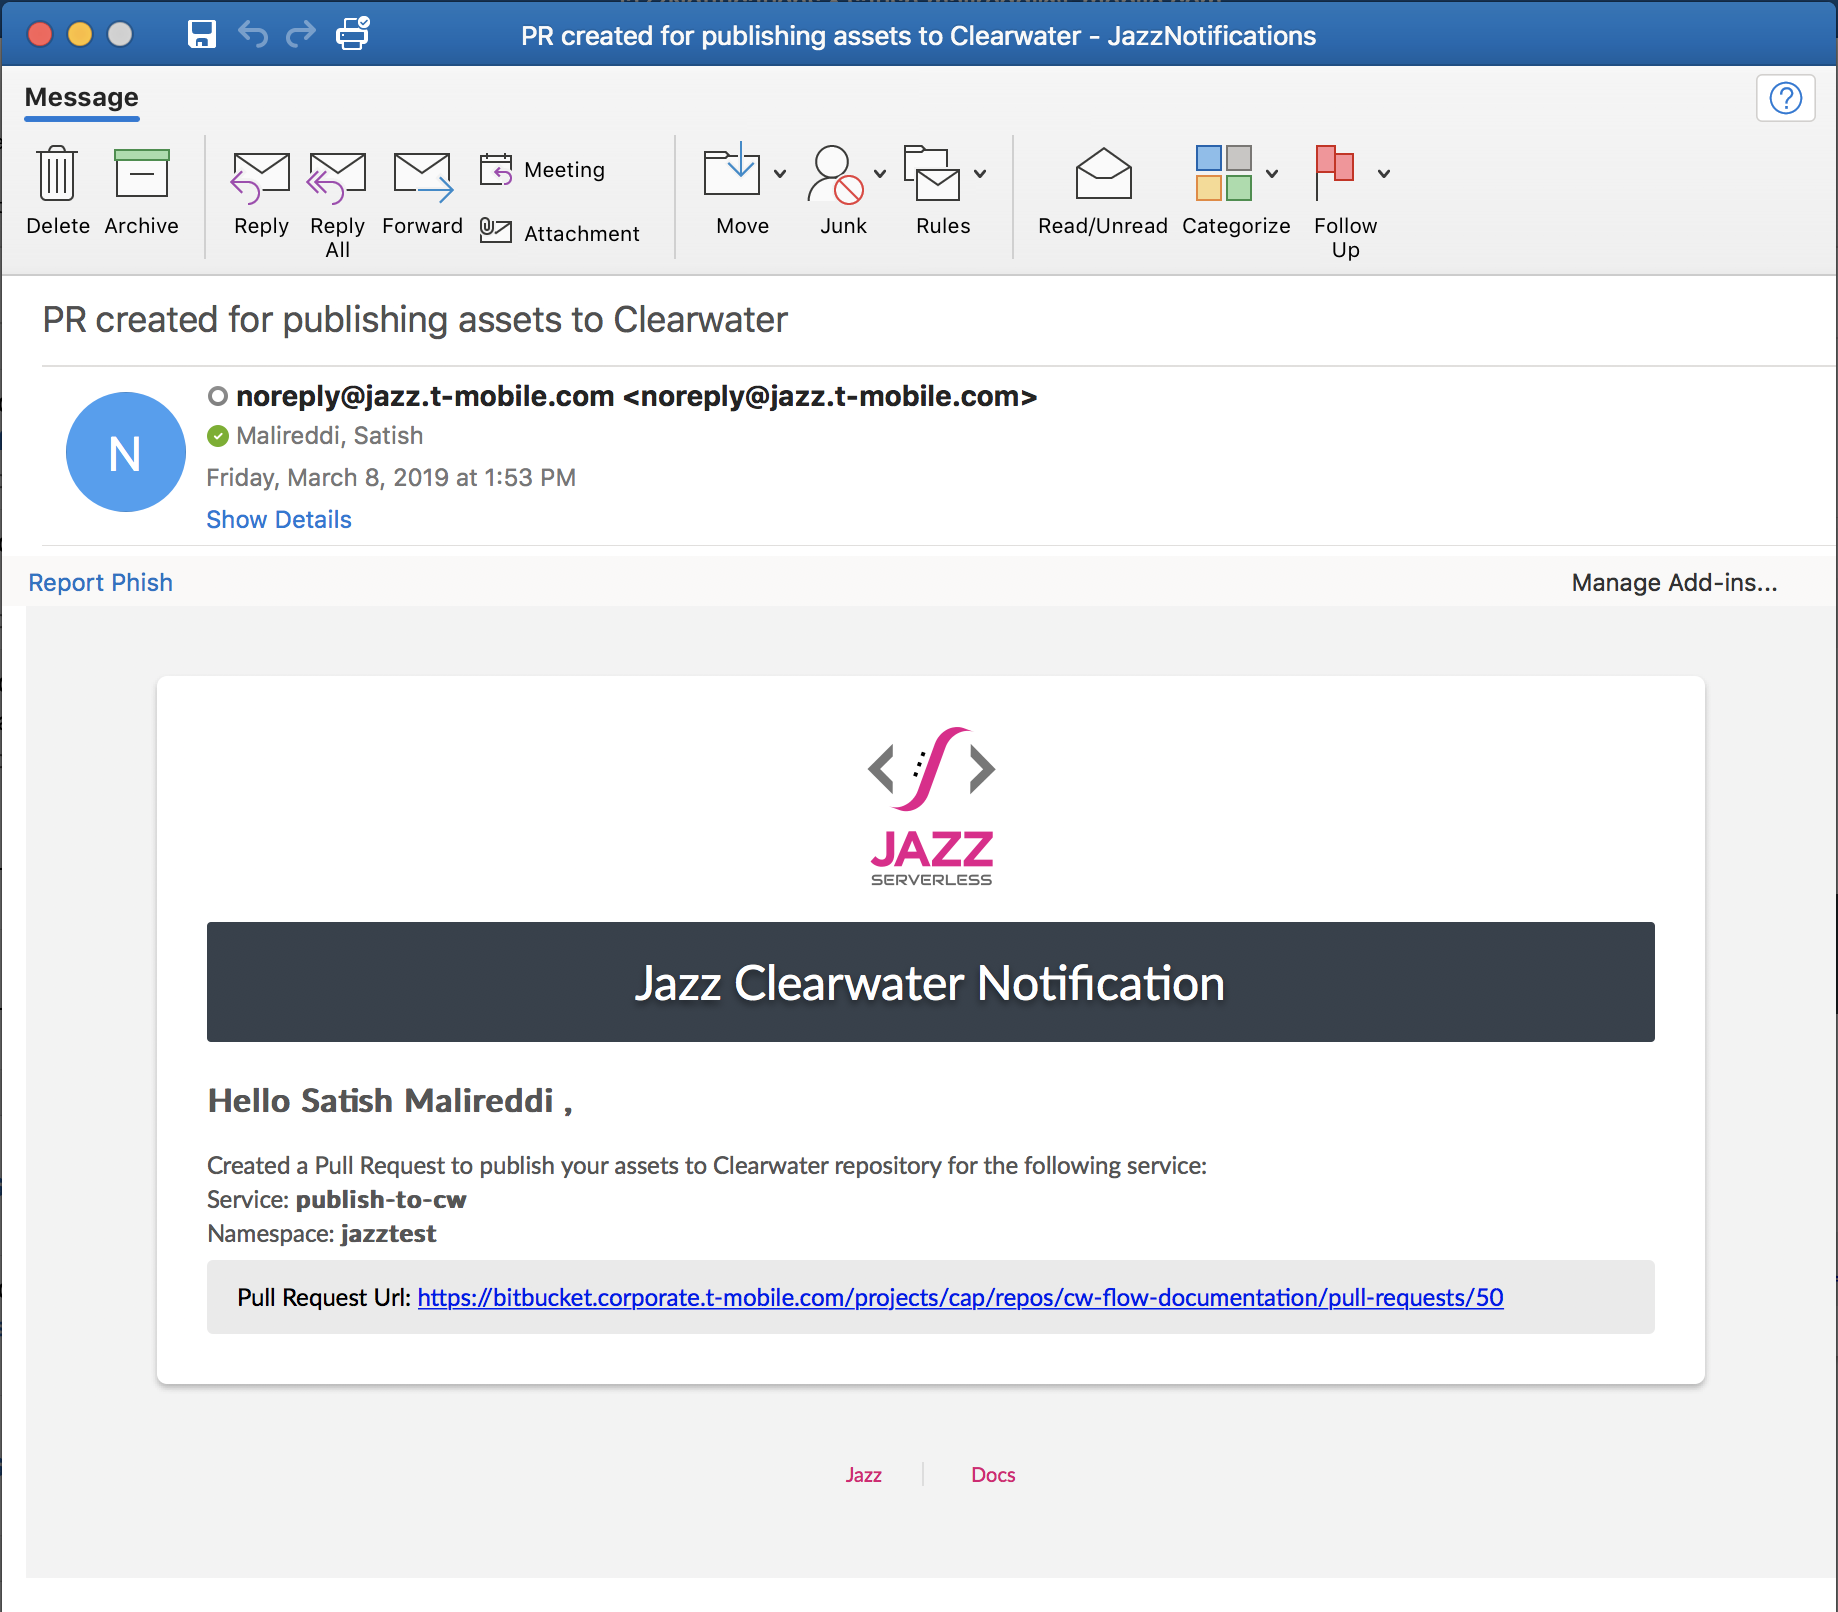 PR created for publishing assets to Clearwater - JazzNotifications
Message
Delete
Archive
Reply
Reply All
Forward
Meeting
Attachment
Move
Junk
Rules
Read/Unread
Categorize
Follow Up
PR created for publishing assets to Clearwater
N
noreply@jazz.t-mobile.com <noreply@jazz.t-mobile.com>
Malireddi, Satish
Friday, March 8, 2019 at 1:53 PM
Show Details
Report Phish
Manage Add-ins...
JAZZ
SERVERLESS
Jazz Clearwater Notification
Hello Satish Malireddi ,
Created a Pull Request to publish your assets to Clearwater repository for the following service:
Service: publish-to-cw
Namespace: jazztest
Pull Request Url: https://bitbucket.corporate.t-mobile.com/projects/cap/repos/cw-flow-documentation/pull-requests/50
Jazz
Docs